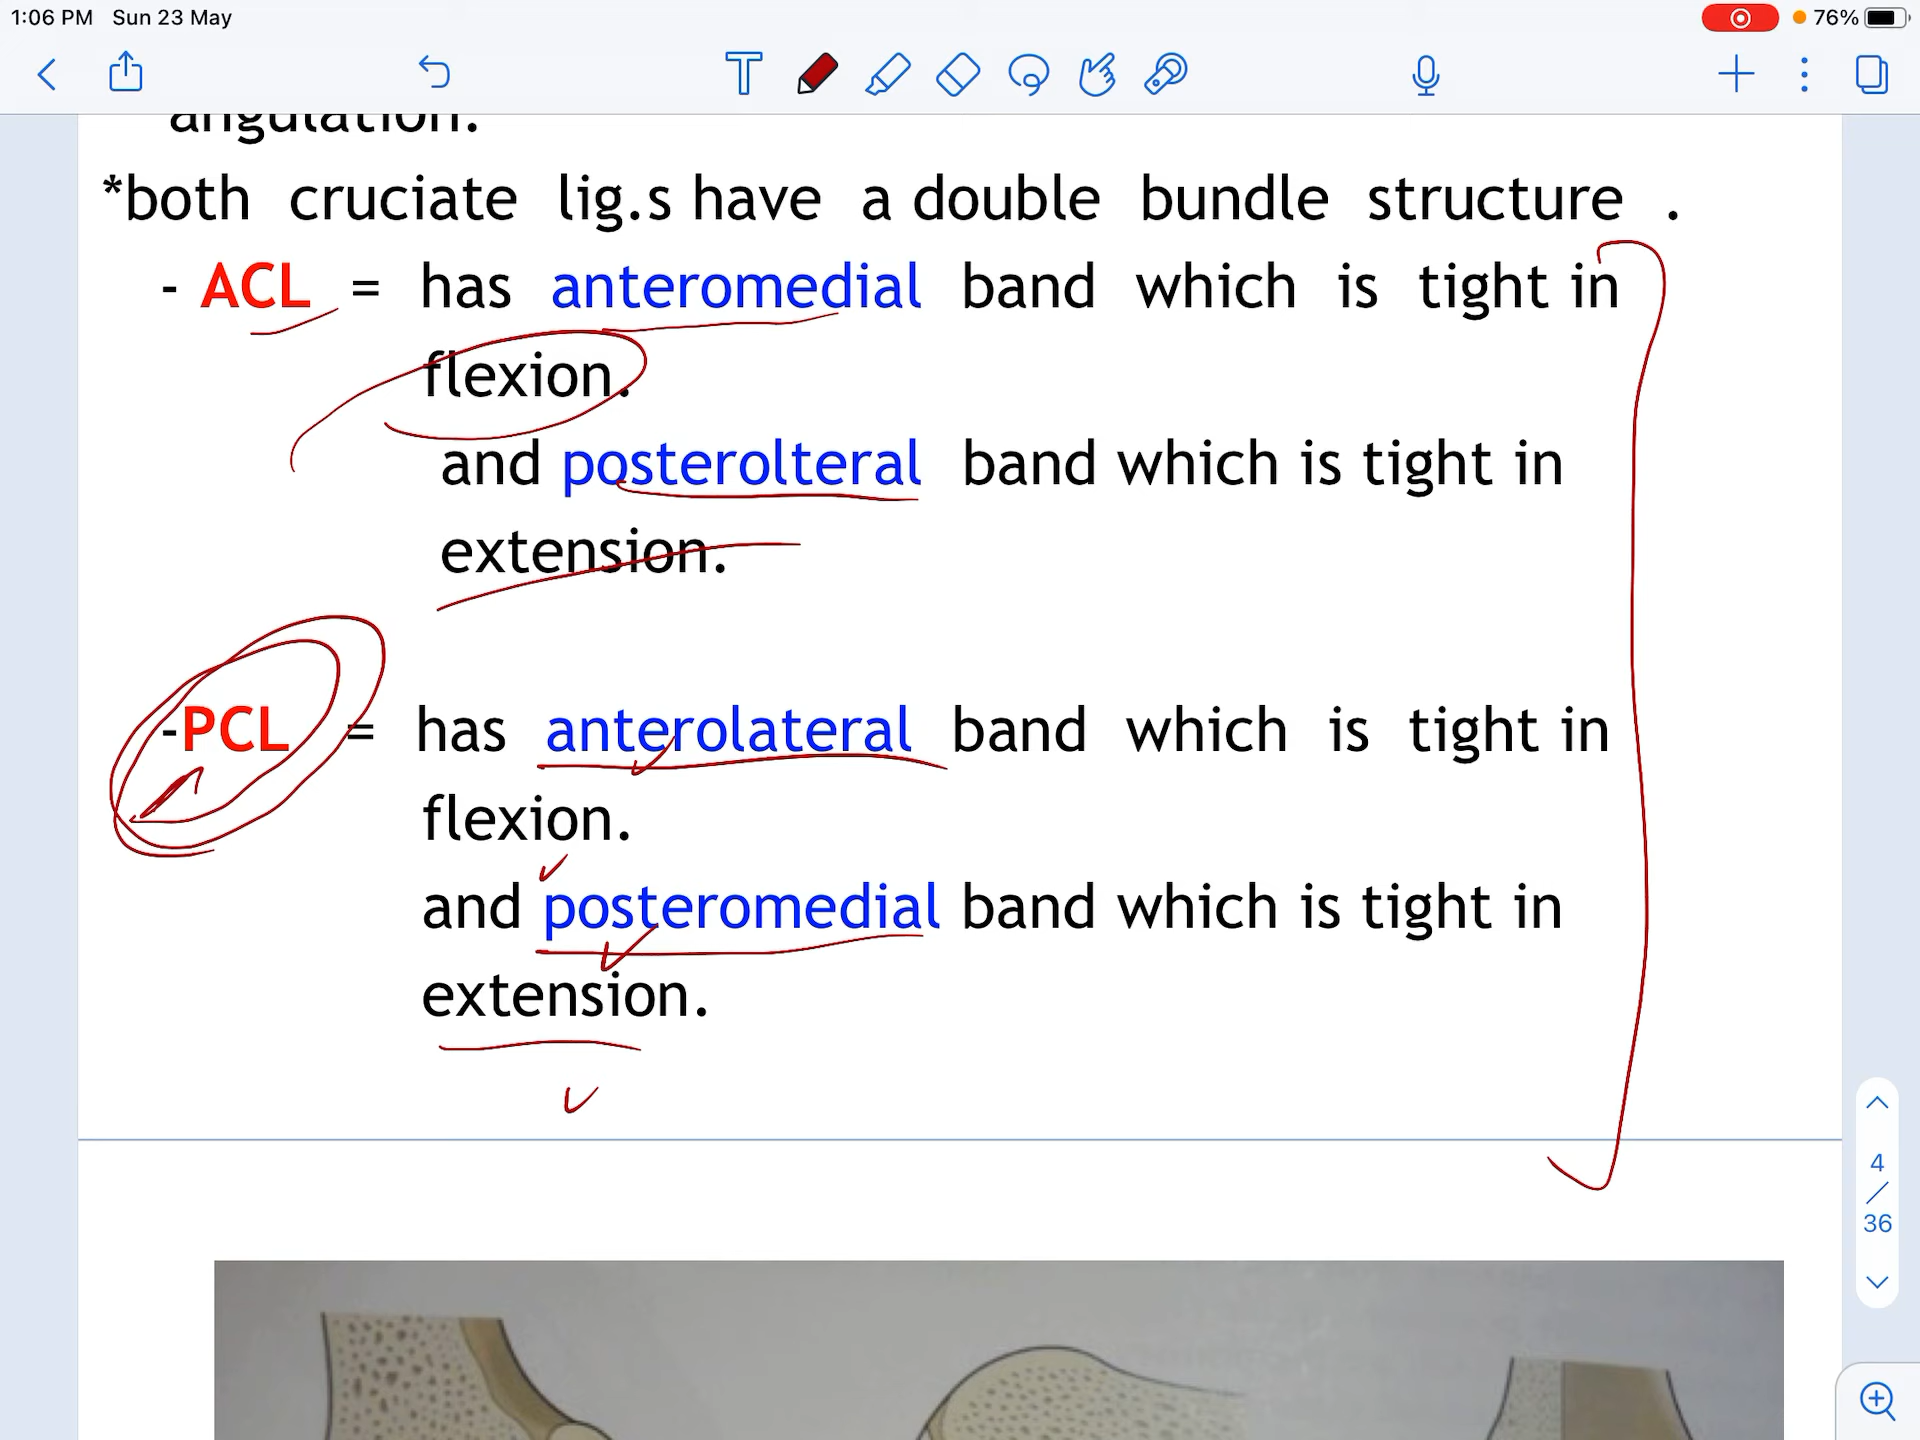 1:06 PM Sun 23 May
76%
T
angulation.
*both cruciate lig.s have a double bundle structure .
- ACL = has anteromedial band which is tight in
flexion.
and posterolteral band which is tight in
extension.
-PCL = has anterolateral band which is tight in
flexion.
and posteromedial band which is tight in
extension.
4
/
36